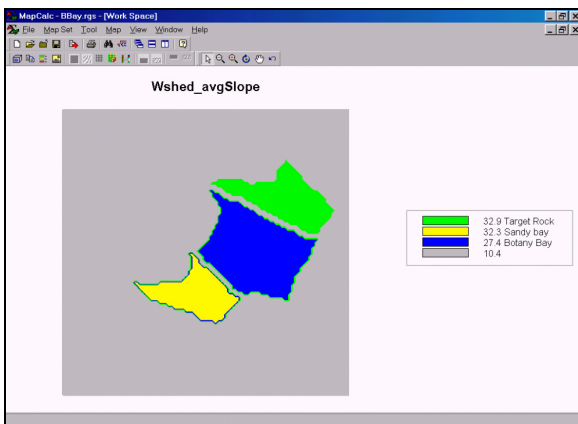 MapCalc - BBay.rgs - [Work Space]
File Map Set Tool Map View Window Help
Wshed_avgSlope
32.9 Target Rock
32.3 Sandy bay
27.4 Botany Bay
10.4